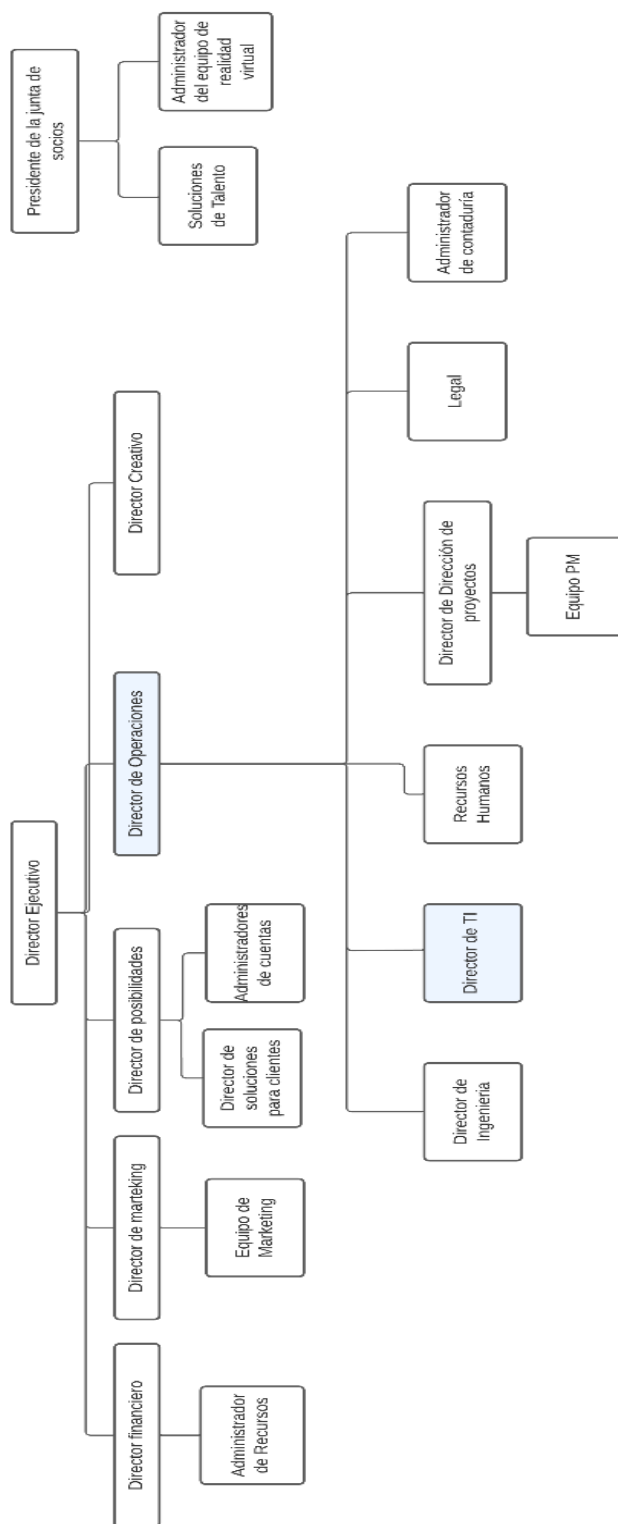 Director Ejecutivo
Presidente de la junta de
socios
Director financiero
Director de marteking
Director de posibilidades
Director de Operaciones
Director Creativo
Soluciones
de Talento
Administrador
del equipo de
realidad
virtual
Administrador
de Recursos
Equipo de
Marketing
Director de
soluciones
para clientes
Administradores
de cuentas
Director de
Ingenieria
Director de TI
Recursos
Humanos
Director de Dirección de
proyectos
Legal
Administrador
de contaduría
Equipo PM